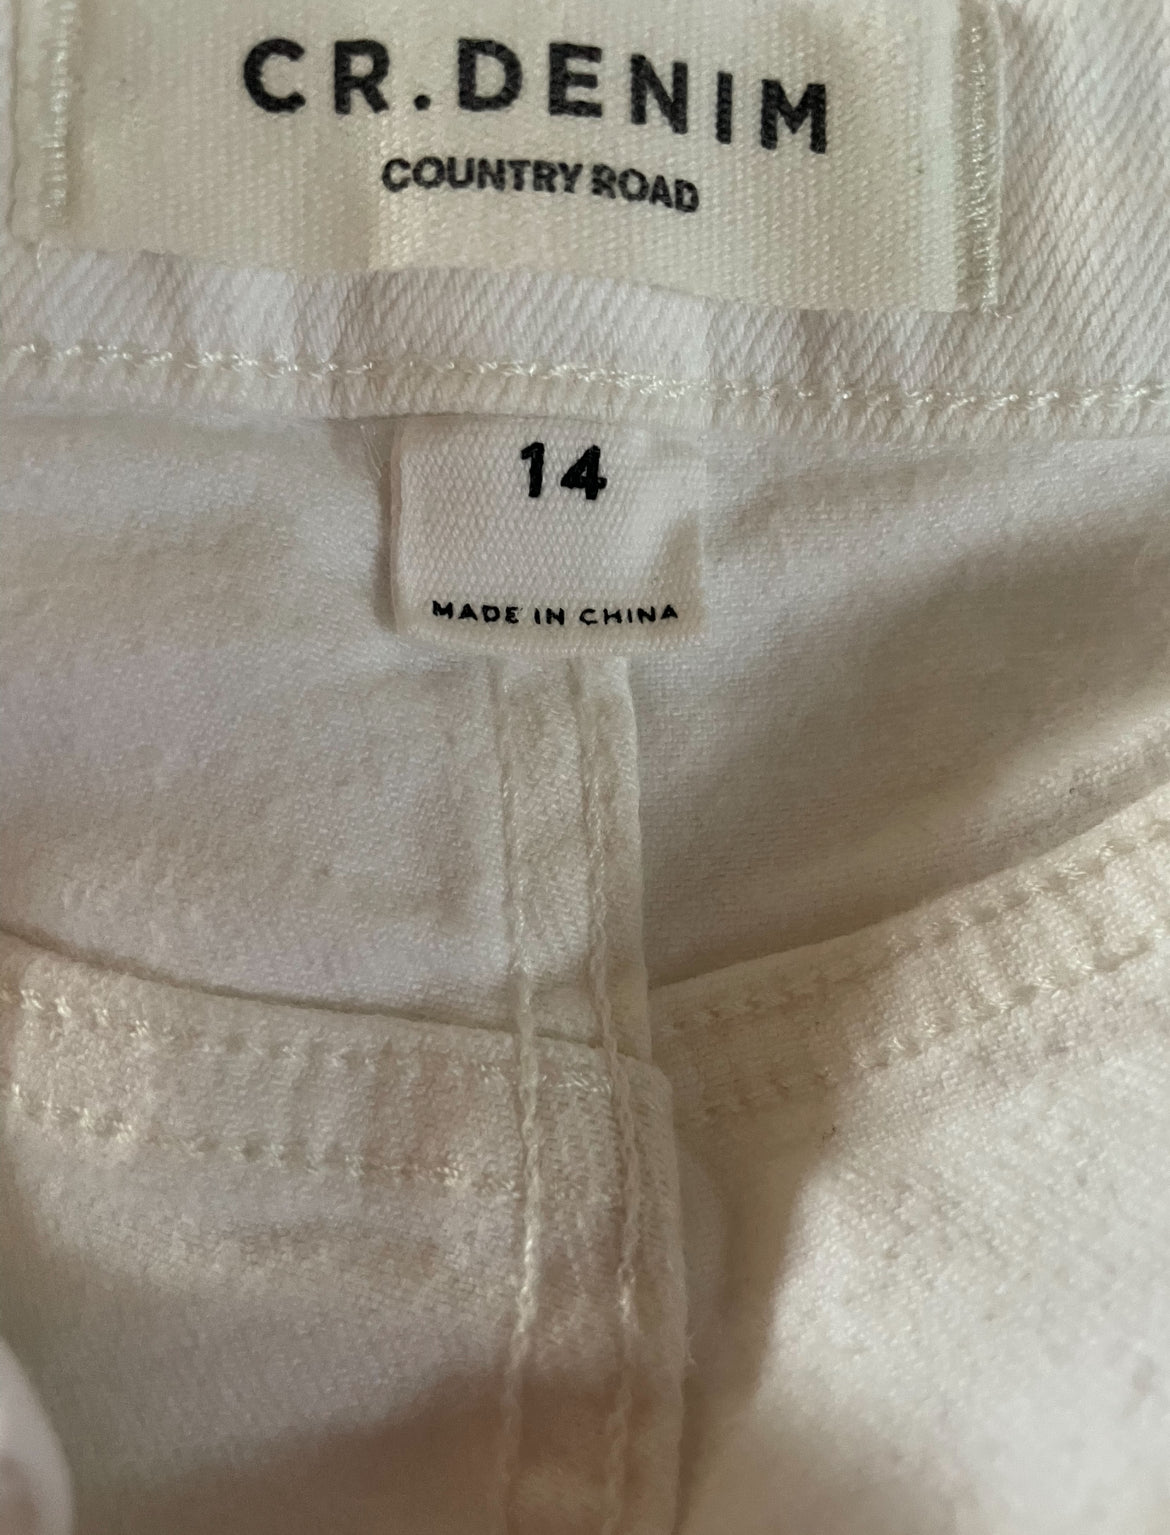 CR.DENIM
COUNTRY ROAD
14
MADE IN CHINA